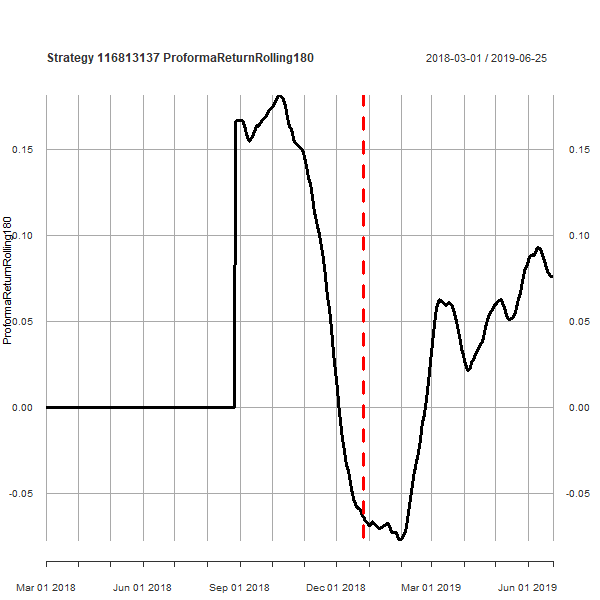 Strategy 116813137 ProformaReturnRolling180
2018-03-01 / 2019-06-25
ProformaReturnRolling180
0.15
0.15
0.10
0.10
0.05
0.05
0.00
0.00
-0.05
-0.05
Mar 01 2018
Jun 01 2018
Sep 01 2018
Dec 01 2018
Mar 01 2019
Jun 01 2019